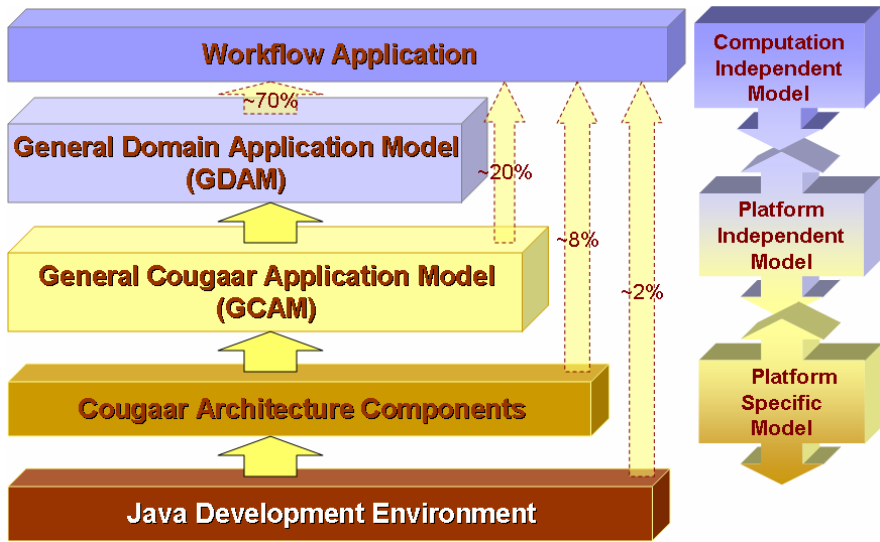 Workflow Application
~70%
General Domain Application Model
(GDAM)
~20%
General Cougaar Application Model
(GCAM)
~8%
~2%
Cougaar Architecture Components
Java Development Environment
Computation
Independent
Model
Platform
Independent
Model
Platform
Specific
Model